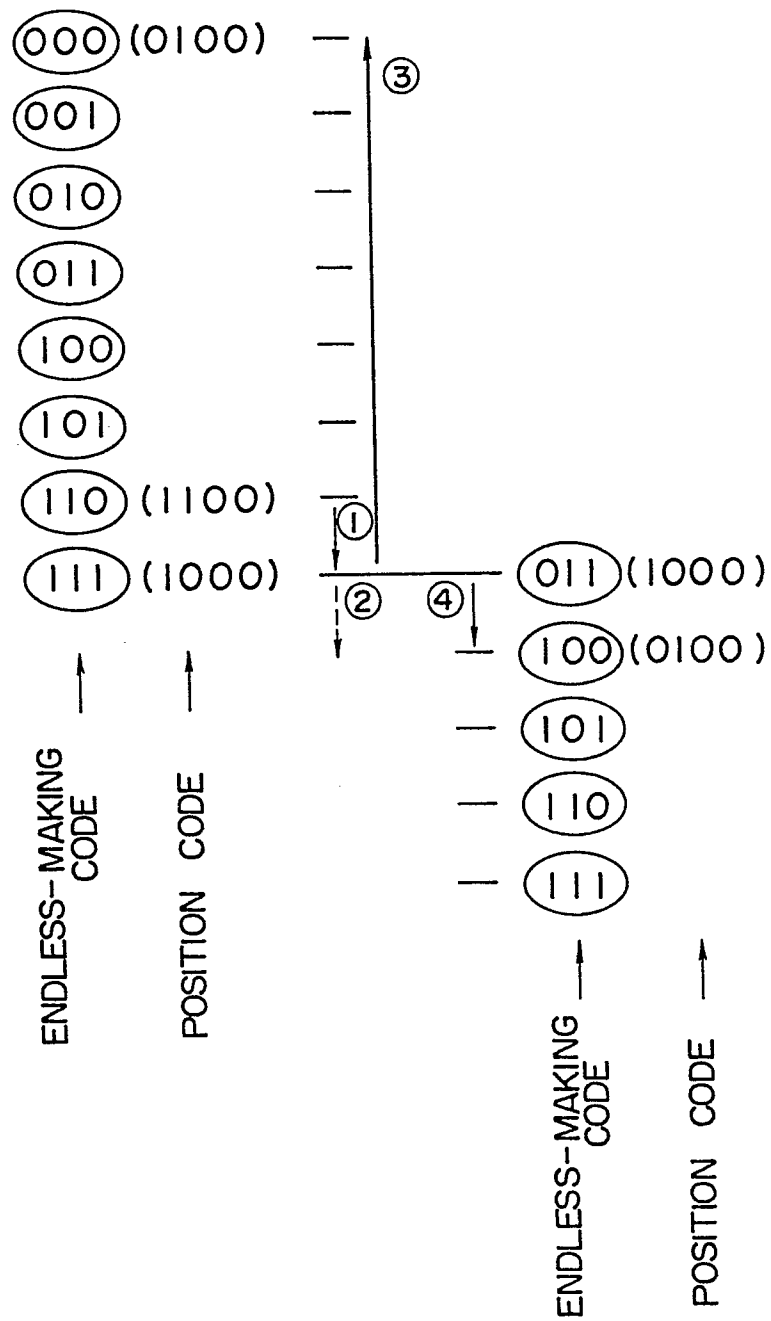 000 (0100)
③
001
010
011
100
101
110 (1100)
①
111 (1000)
② ④ 011 (1000)
100 (0100)
101
110
111
ENDLESS-MAKING
CODE
POSITION CODE
ENDLESS-MAKING
CODE
POSITION CODE